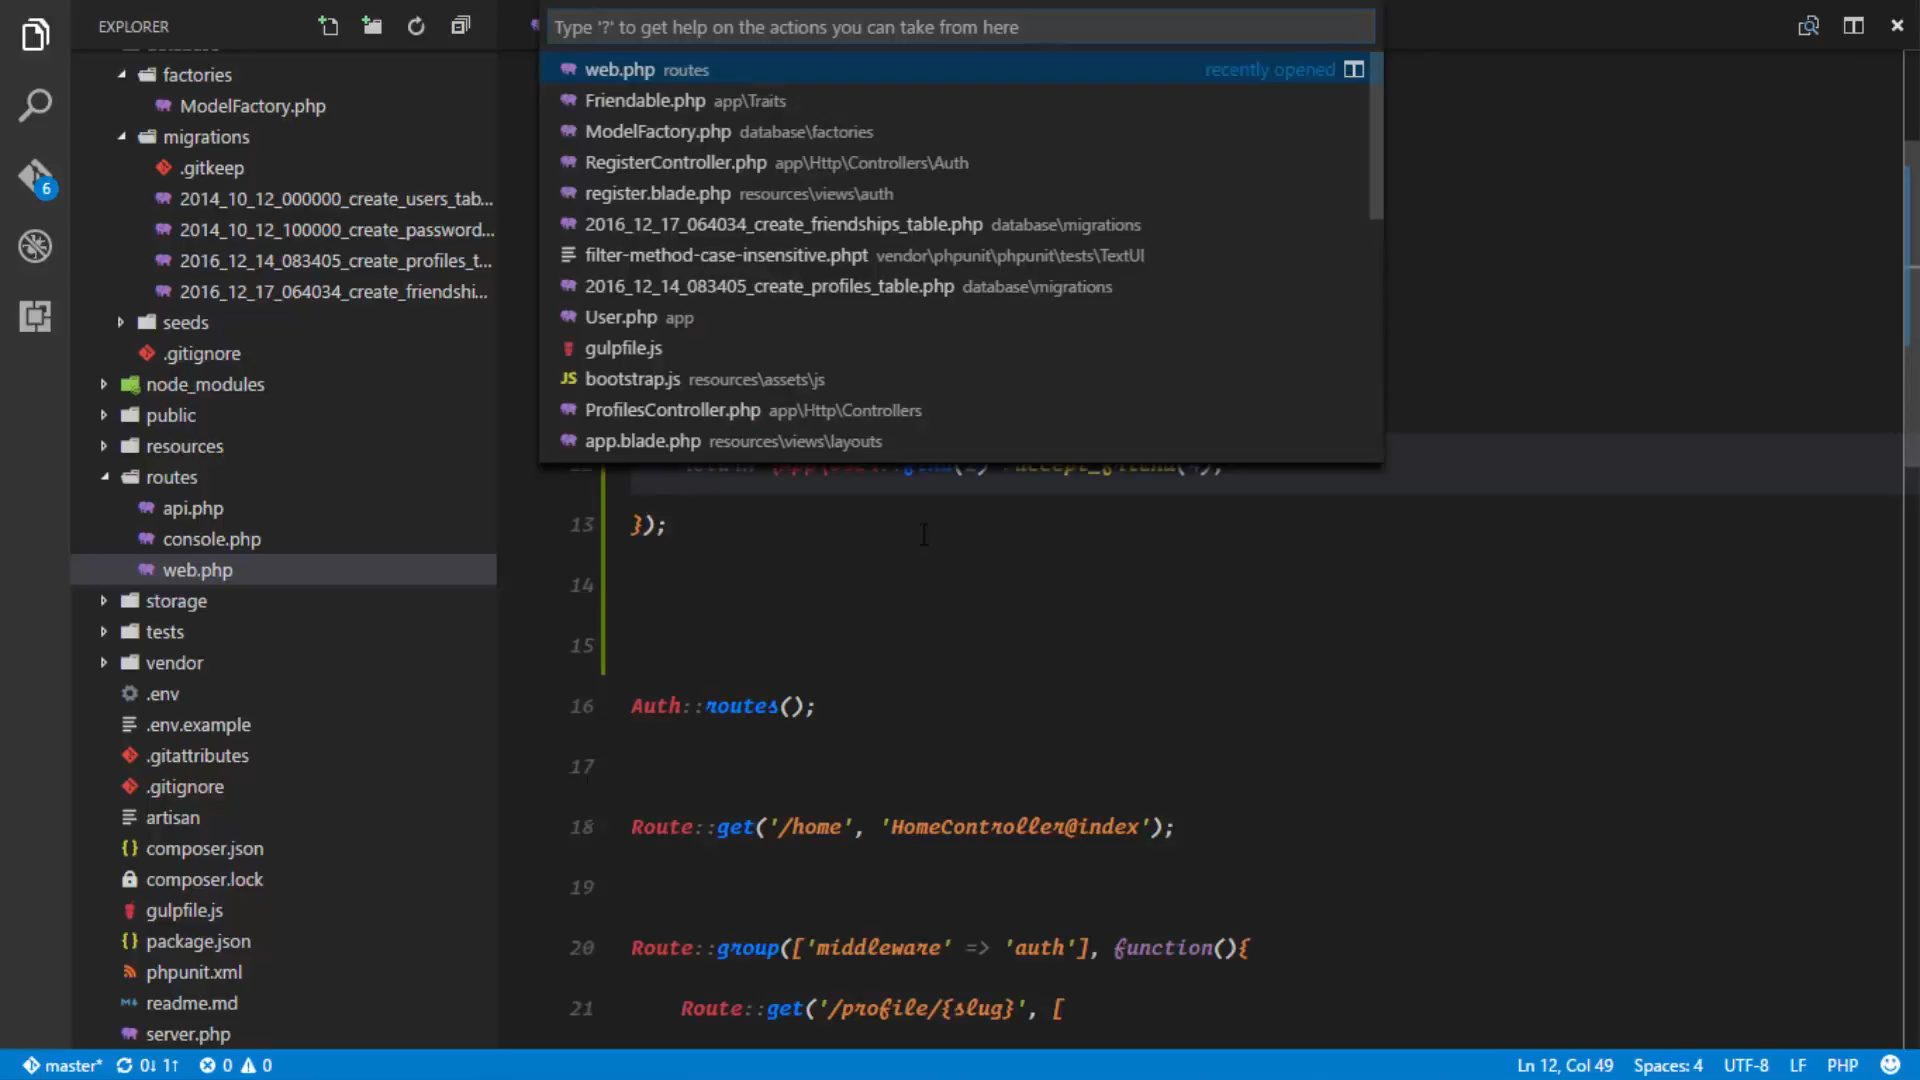 EXPLORER
factories
ModelFactory.php
migrations
.gitkeep
2014_10_12_000000_create_users_tab...
2014_10_12_100000_create_password...
2016_12_14_083405_create_profiles_t...
2016_12_17_064034_create_friendshi...
seeds
.gitignore
node_modules
public
resources
routes
api.php
console.php
web.php
storage
tests
vendor
.env
.env.example
.gitattributes
.gitignore
artisan
composer.json
composer.lock
gulpfile.js
package.json
phpunit.xml
readme.md
server.php
6
Type '?' to get help on the actions you can take from here
web.php routes recently opened
Friendable.php app\Traits
ModelFactory.php database\factories
RegisterController.php app\Http\Controllers\Auth
register.blade.php resources\views\auth
2016_12_17_064034_create_friendships_table.php database\migrations
filter-method-case-insensitive.phpt vendor\phpunit\phpunit\tests\TextUI
2016_12_14_083405_create_profiles_table.php database\migrations
User.php app
gulpfile.js
JS bootstrap.js resources\assets\js
ProfilesController.php app\Http\Controllers
app.blade.php resources\views\layouts
13 });
14
15
16 Auth::routes();
17
18 Route::get('/home', 'HomeController@index');
19
20 Route::group(['middleware' => 'auth'], function(){
21 Route::get('/profile/{slug}', [
master* 0↓ 1↑ 0 0 Ln 12, Col 49 Spaces: 4 UTF-8 LF PHP